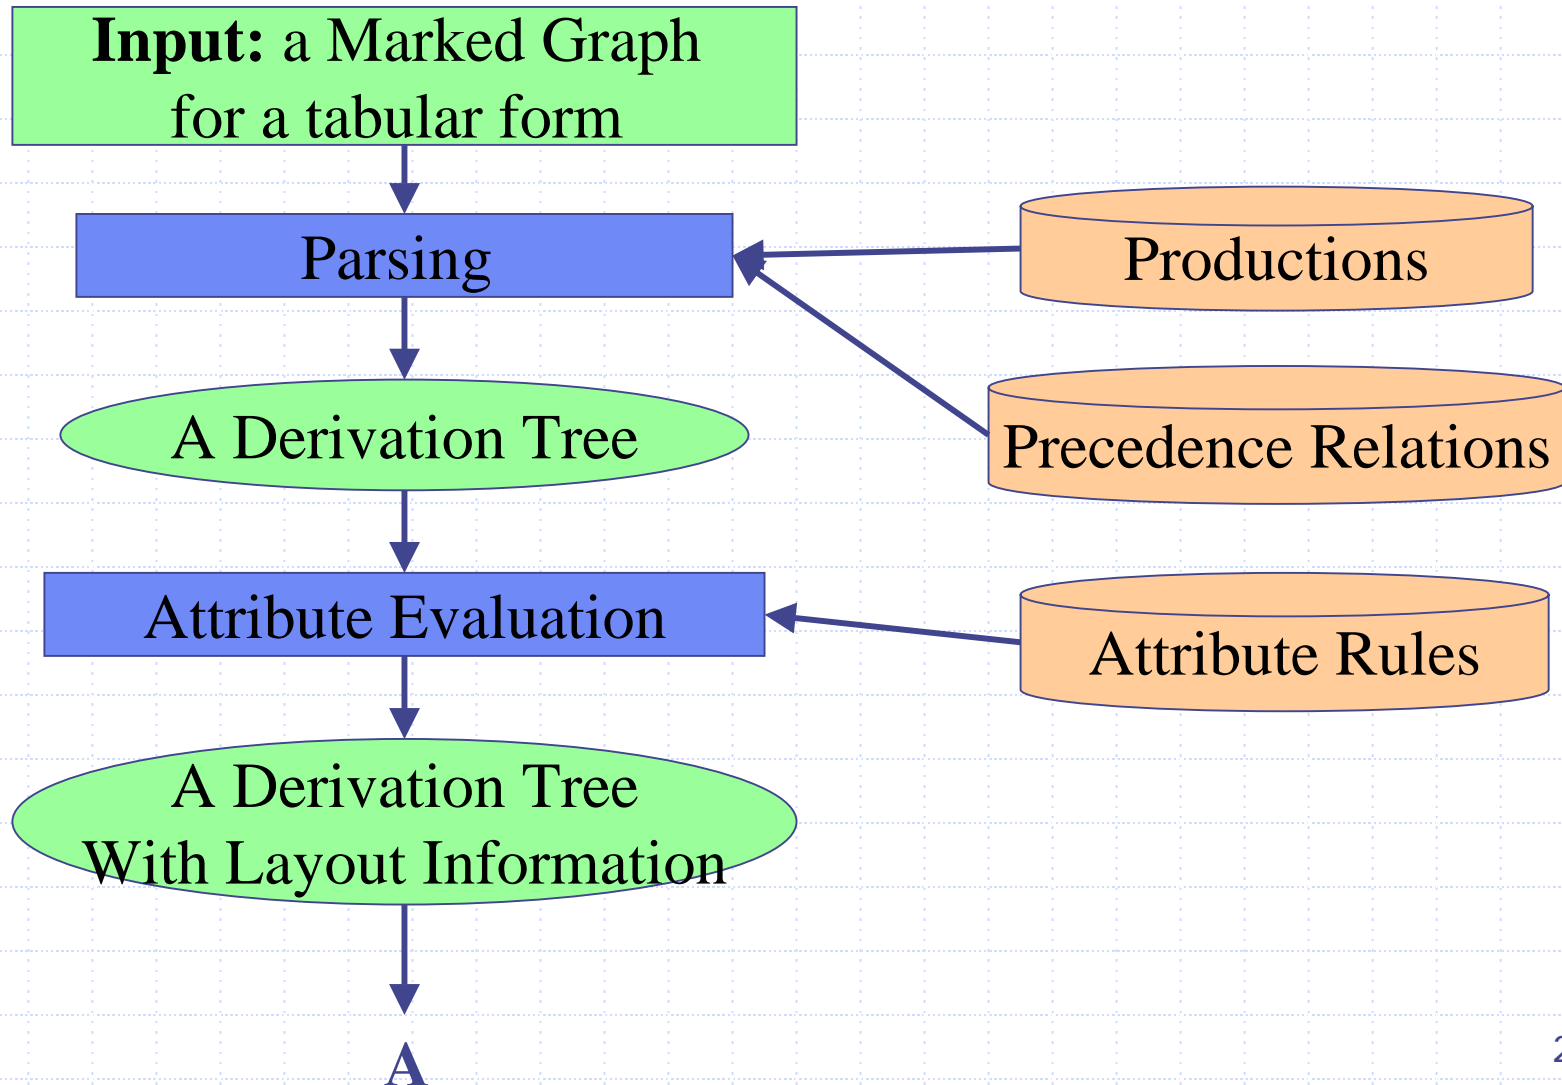 Input: a Marked Graph
for a tabular form
Parsing
Productions
A Derivation Tree
Precedence Relations
Attribute Evaluation
Attribute Rules
A Derivation Tree
With Layout Information
A